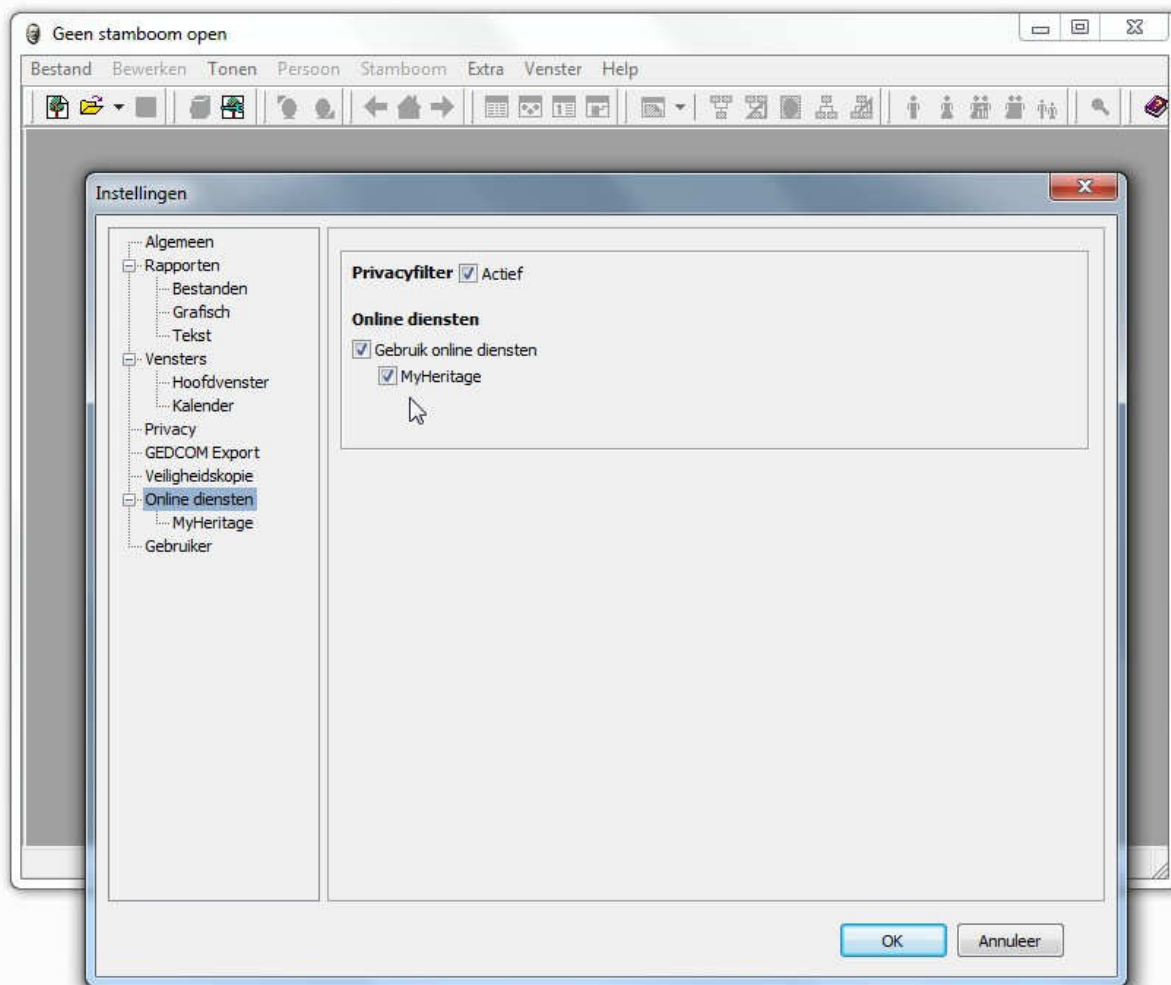 Geen stamboom open
Bestand Bewerken Tonen Persoon Stamboom Extra Venster Help
Instellingen
Algemeen
Rapporten
Bestanden
Grafisch
Tekst
Vensters
Hoofdvenster
Kalender
Privacy
GEDCOM Export
Veiligheidskopie
Online diensten
MyHeritage
Gebruiker
Privacyfilter Actief
Online diensten
Gebruik online diensten
MyHeritage
OK Annuleer